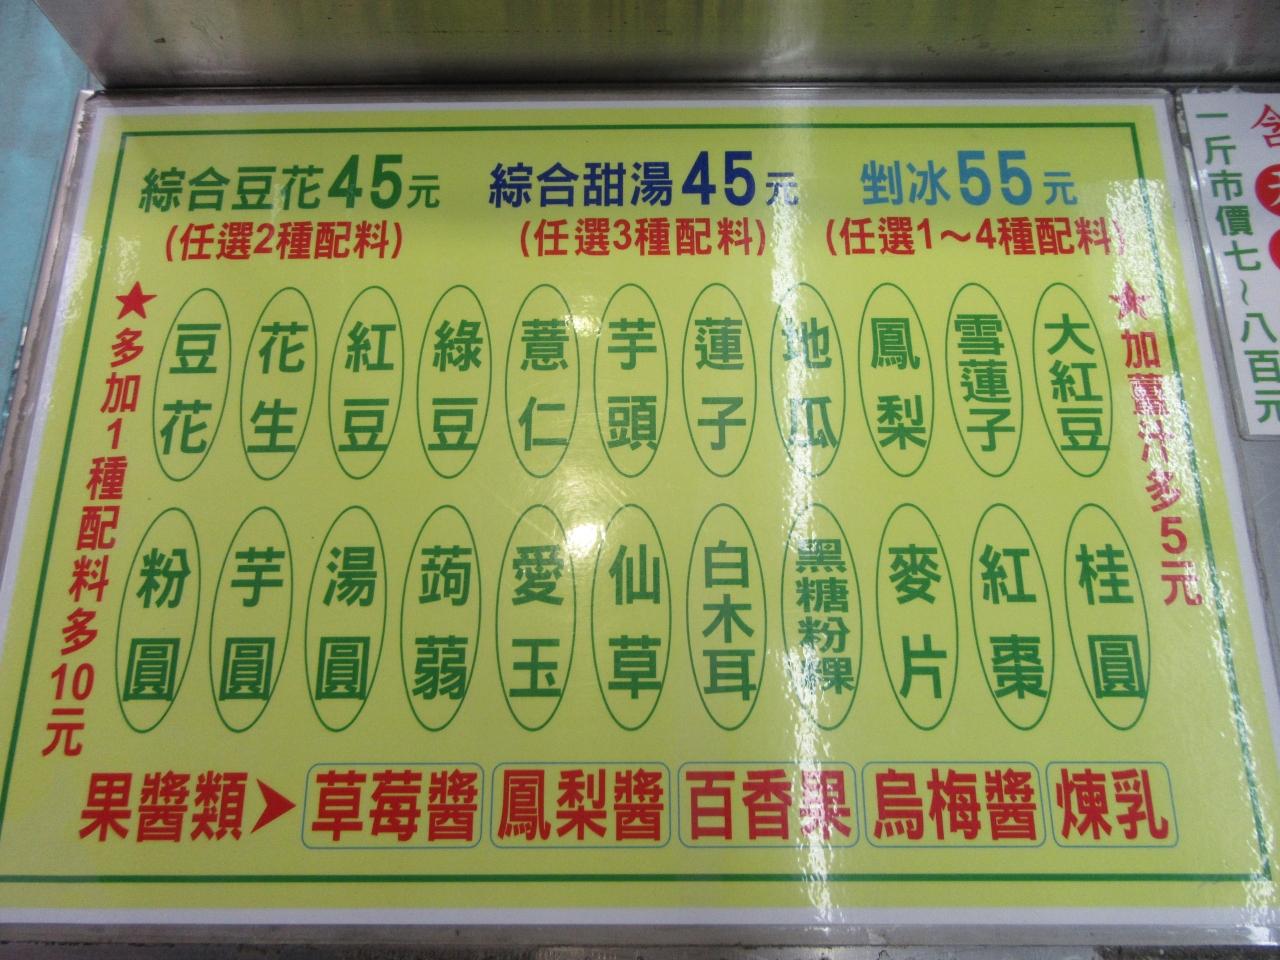 綜合豆花45元
(任選2種配料)
綜合甜湯45元
(任選3種配料)
剉冰55元
(任選1～4種配料)
★多加1種配料多10元
豆花
花生
紅豆
綠豆
薏仁
芋頭
蓮子
地瓜
鳳梨
雪蓮子
大紅豆
★加薑汁多5元
粉圓
芋圓
湯圓
蒟蒻
愛玉
仙草
白木耳
黑糖粉粿
麥片
紅棗
桂圓
果醬類➤ 草莓醬 鳳梨醬 百香果 烏梅醬 煉乳
一斤市價七~八百元
含